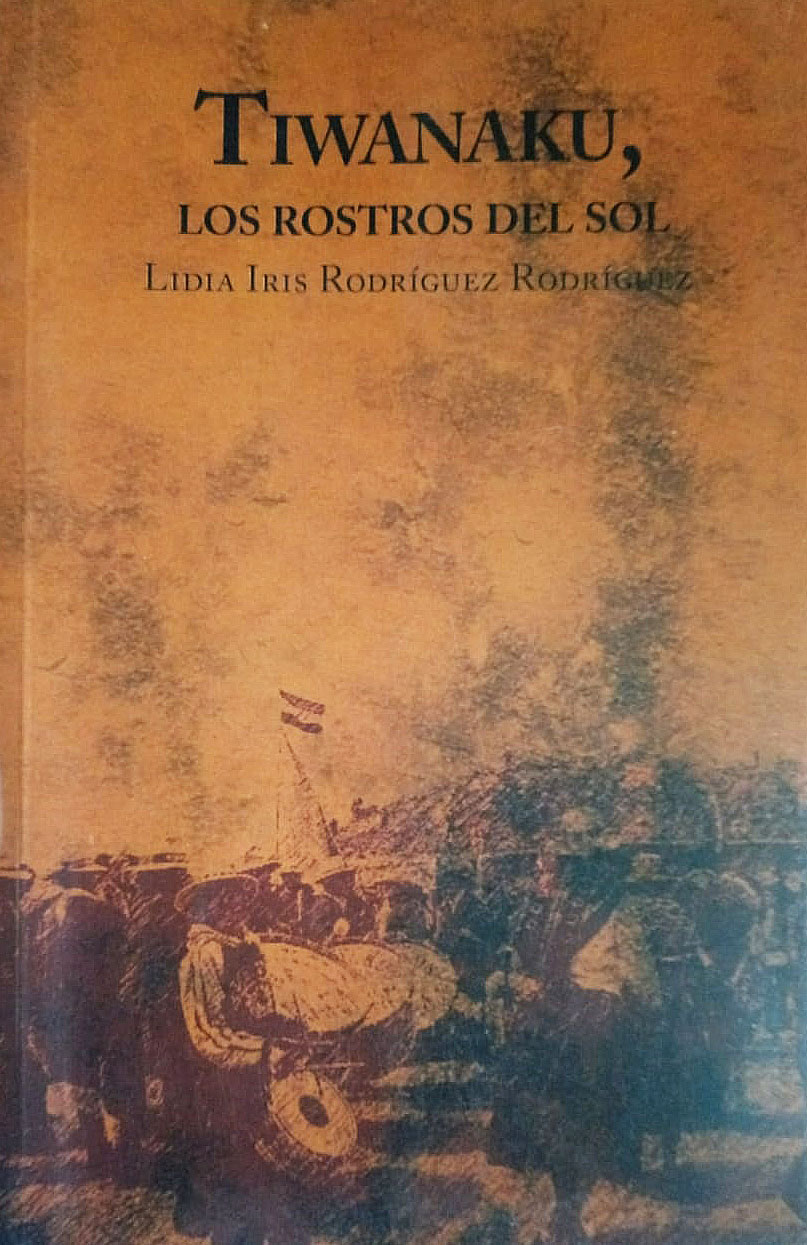 TIWANAKU,
LOS ROSTROS DEL SOL
LIDIA IRIS RODRÍGUEZ RODRÍGUEZ